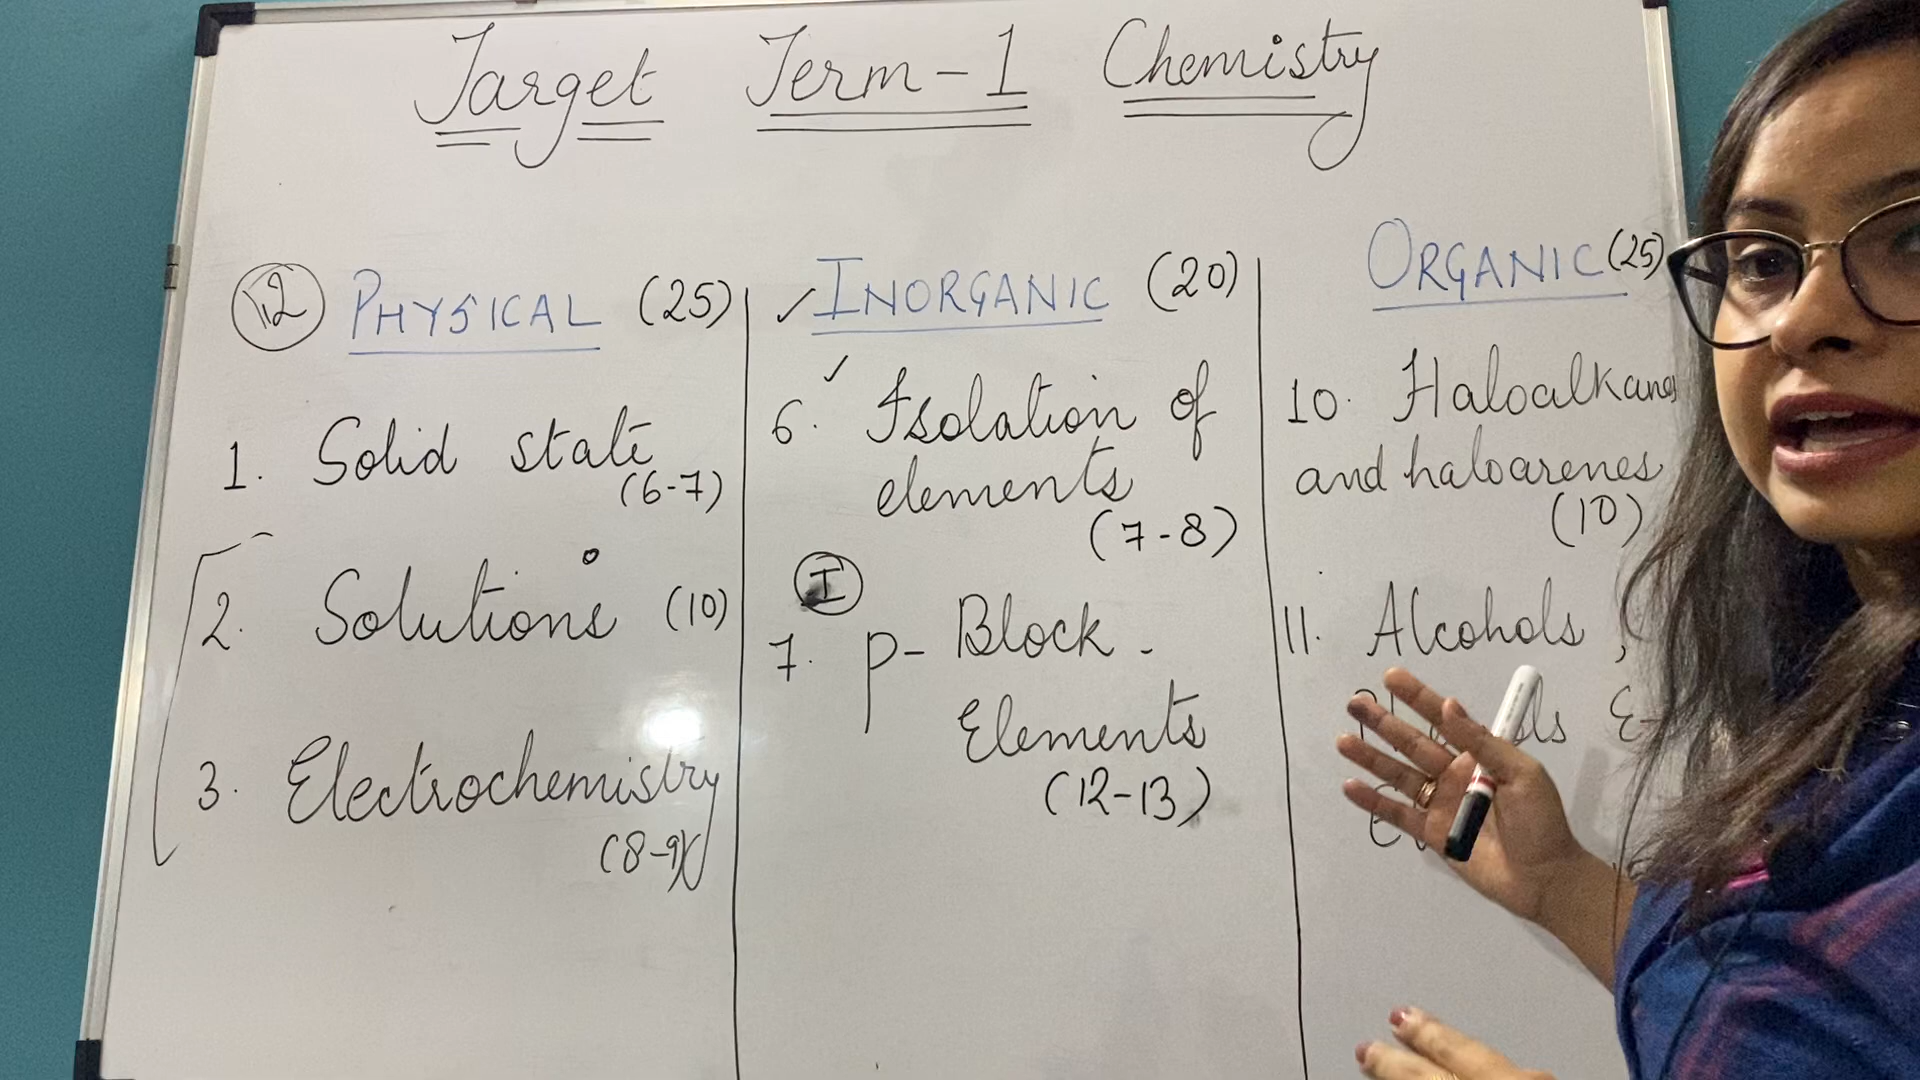 Target Term-1 Chemistry
12 PHYSICAL (25)
1. Solid state
(6-7)
2. Solutions (10)
3. Electrochemistry
(8-9)
✓ INORGANIC (20)
6. ✓ Isolation of
elements
(7-8)
I
7. p-Block -
Elements
(12-13)
ORGANIC (25)
10. Haloalkanes
and haloarenes
(10)
11. Alcohols,